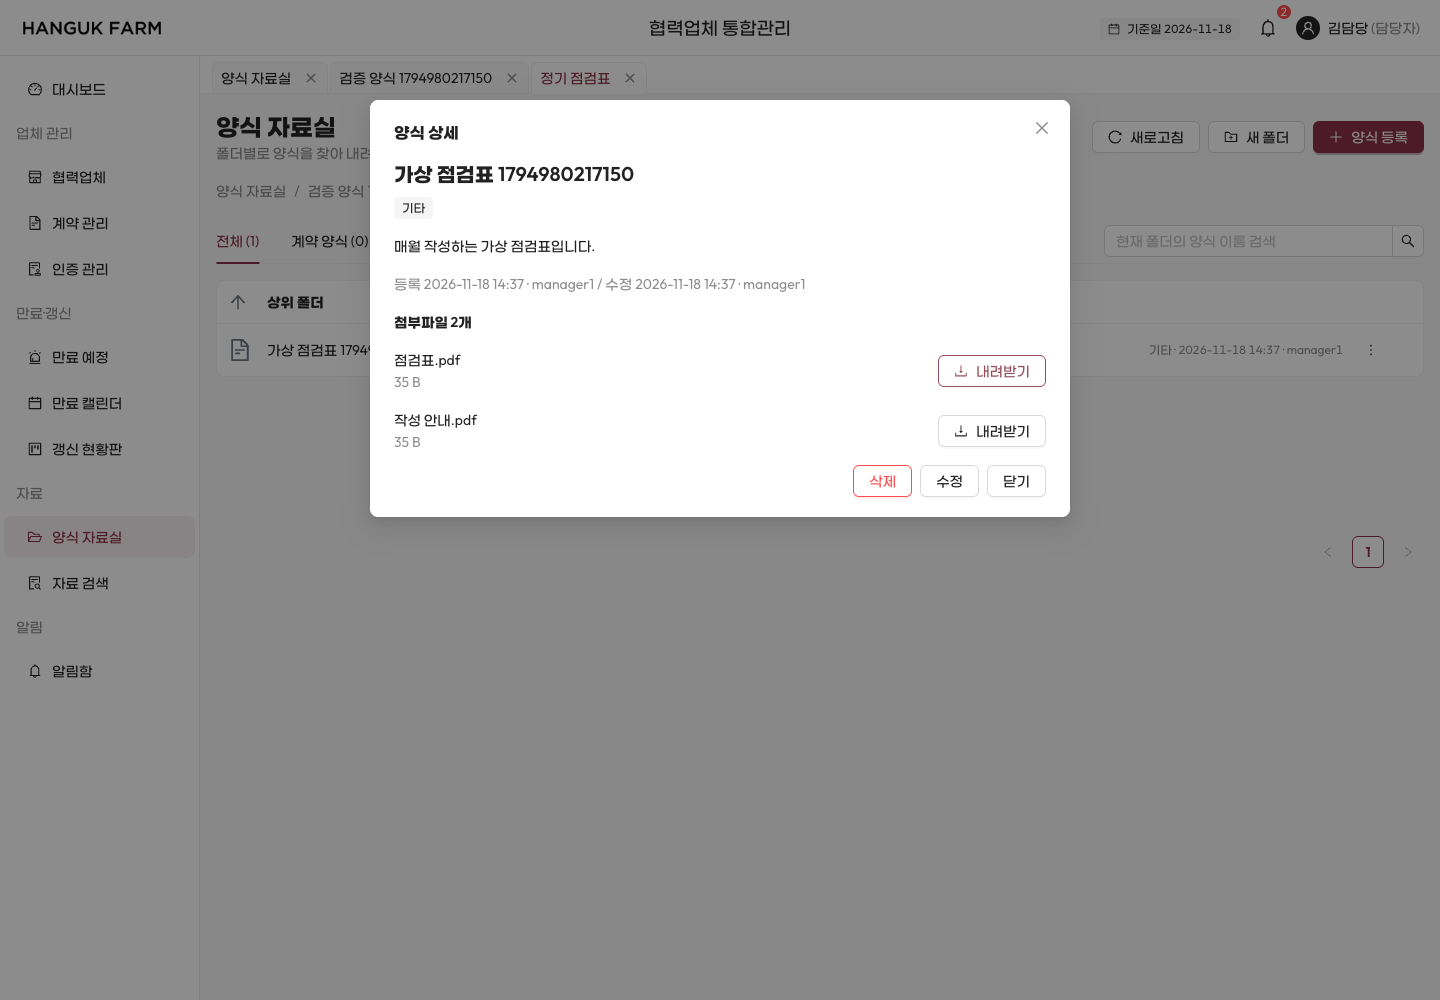 HANGUK FARM
협력업체 통합관리
기준일 2026-11-18
2
김담당 (담당자)
대시보드
업체 관리
협력업체
계약 관리
인증 관리
만료·갱신
만료 예정
만료 캘린더
갱신 현황판
자료
양식 자료실
자료 검색
알림
알림함
양식 자료실
검증 양식 1794980217150
정기 점검표
양식 자료실
폴더별로 양식을 찾아 내려
새로고침
새 폴더
양식 등록
양식 자료실 / 검증 양식
전체 (1)
계약 양식 (0)
현재 폴더의 양식 이름 검색
상위 폴더
가상 점검표 1794
기타 · 2026-11-18 14:37 · manager1
1
양식 상세
가상 점검표 1794980217150
기타
매월 작성하는 가상 점검표입니다.
등록 2026-11-18 14:37 · manager1 / 수정 2026-11-18 14:37 · manager1
첨부파일 2개
점검표.pdf
35 B
내려받기
작성 안내.pdf
35 B
내려받기
삭제
수정
닫기